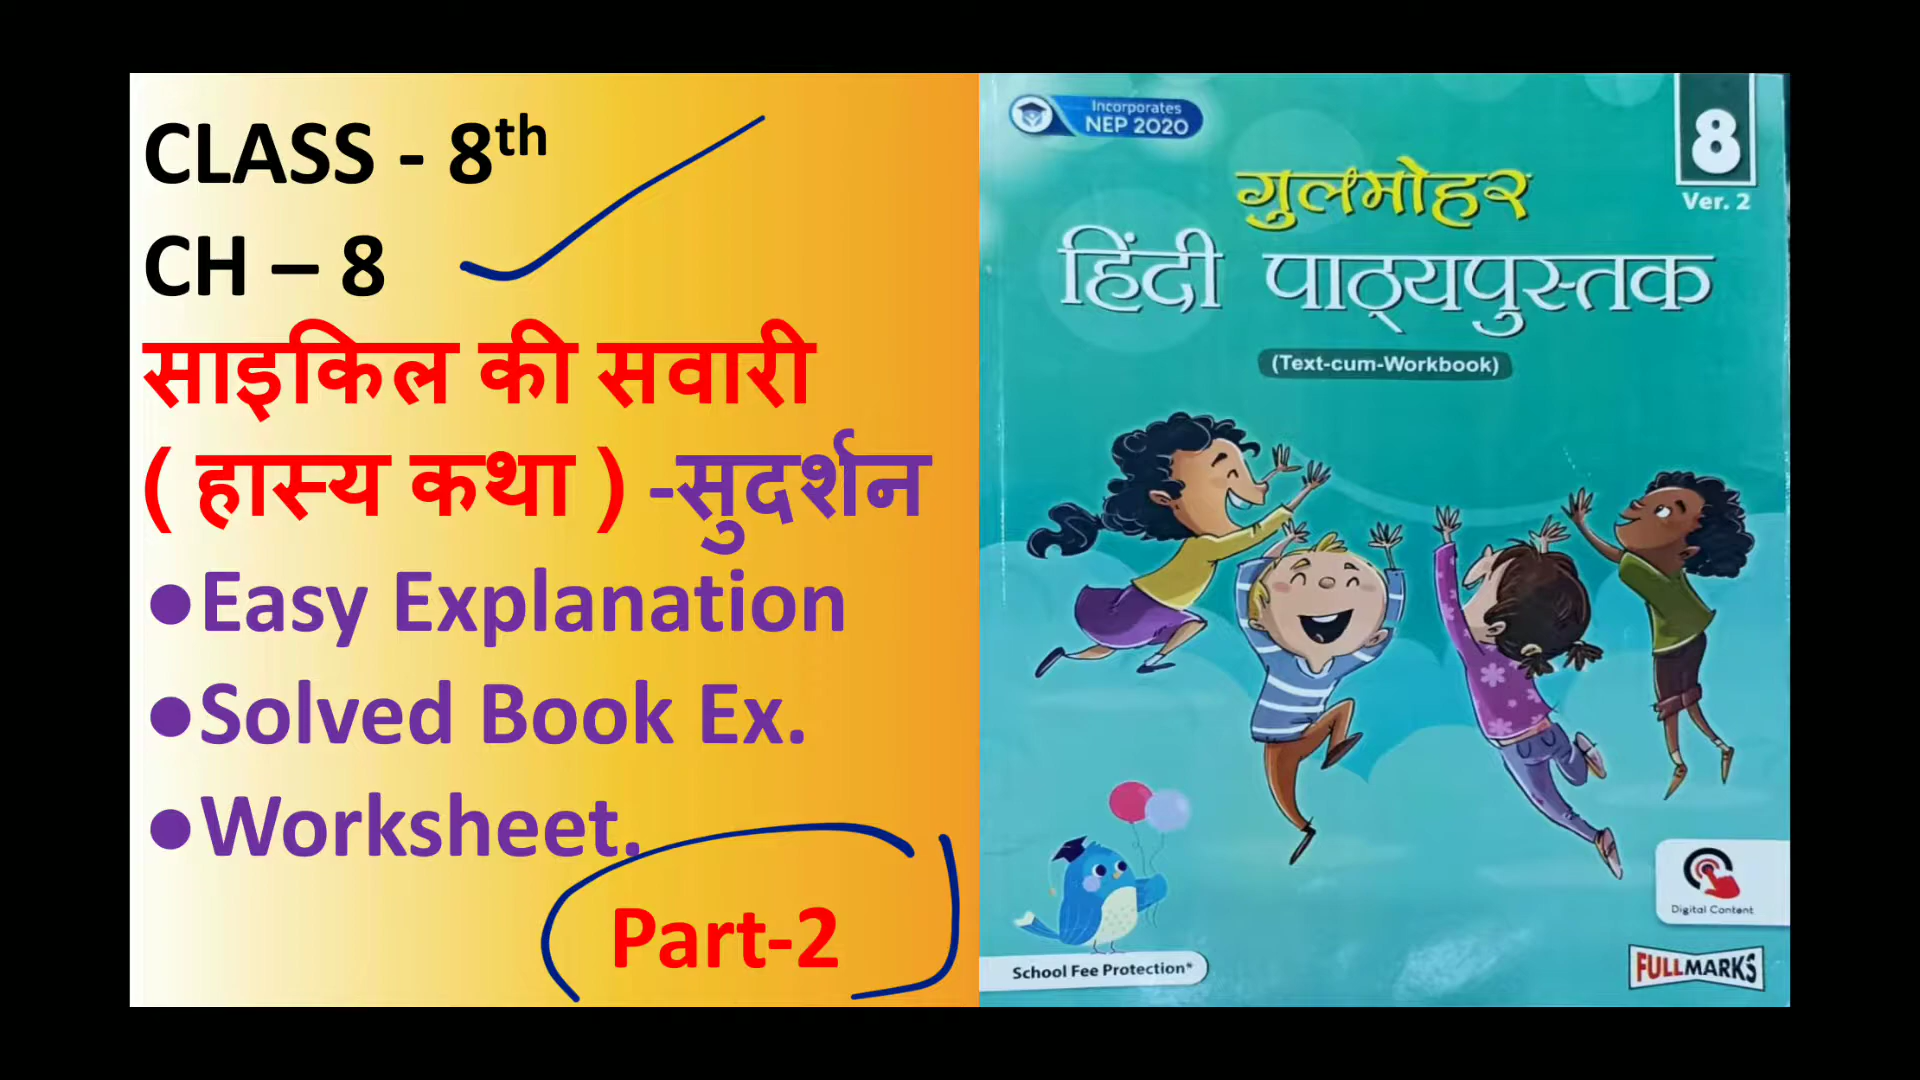 CLASS - 8th
CH – 8
साइकिल की सवारी
( हास्य कथा ) -सुदर्शन
●Easy Explanation
●Solved Book Ex.
●Worksheet.
Part-2
Incorporates
NEP 2020
8
Ver. 2
गुलमोहर
हिंदी पाठ्यपुस्तक
(Text-cum-Workbook)
Digital Content
School Fee Protection*
FULLMARKS